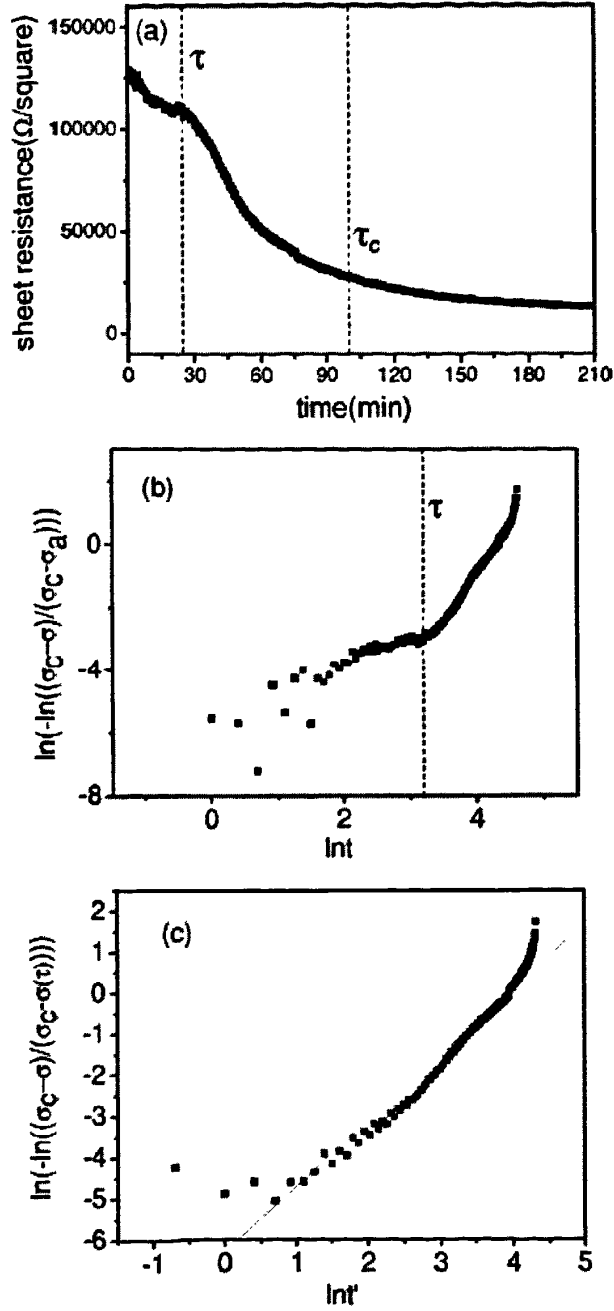 (a)
sheet resistance(Ω/square)
150000
100000
50000
0
τ
τc
0 30 60 90 120 150 180 210
time(min)
(b)
ln(-ln((σC-σ)/(σC-σa)))
0
-4
-8
τ
0 2 4
lnt
(c)
ln(-ln((σC-σ)/(σC-σ(τ))))
2
1
0
-1
-2
-3
-4
-5
-6
-1 0 1 2 3 4 5
lnt'